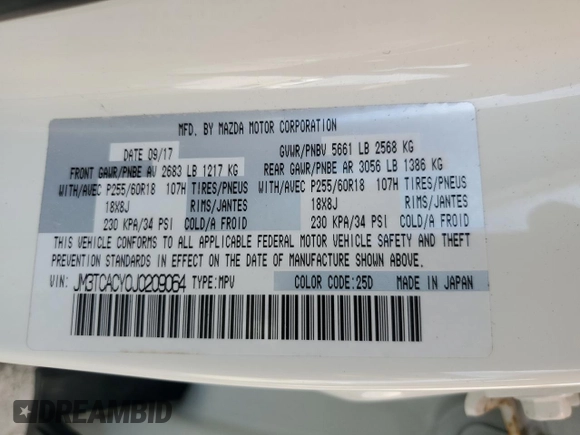 MFD. BY MAZDA MOTOR CORPORATION
DATE 09/17 GVWR/PNBV 5661 LB 2568 KG
FRONT GAWR/PNBE AV 2683 LB 1217 KG REAR GAWR/PNBE AR 3056 LB 1386 KG
WITH/AVEC P255/60R18 107H TIRES/PNEUS WITH/AVEC P255/60R18 107H TIRES/PNEUS
18X8J RIMS/JANTES 18X8J RIMS/JANTES
230 KPA/34 PSI COLD/A FROID 230 KPA/34 PSI COLD/A FROID
THIS VEHICLE CONFORMS TO ALL APPLICABLE FEDERAL MOTOR VEHICLE SAFETY AND THEFT
PREVENTION STANDARDS IN EFFECT ON THE DATE OF MANUFACTURE SHOWN ABOVE.
VIN: JM3TCACY0J0209064 TYPE:MPV COLOR CODE:25D MADE IN JAPAN
DREAMBID